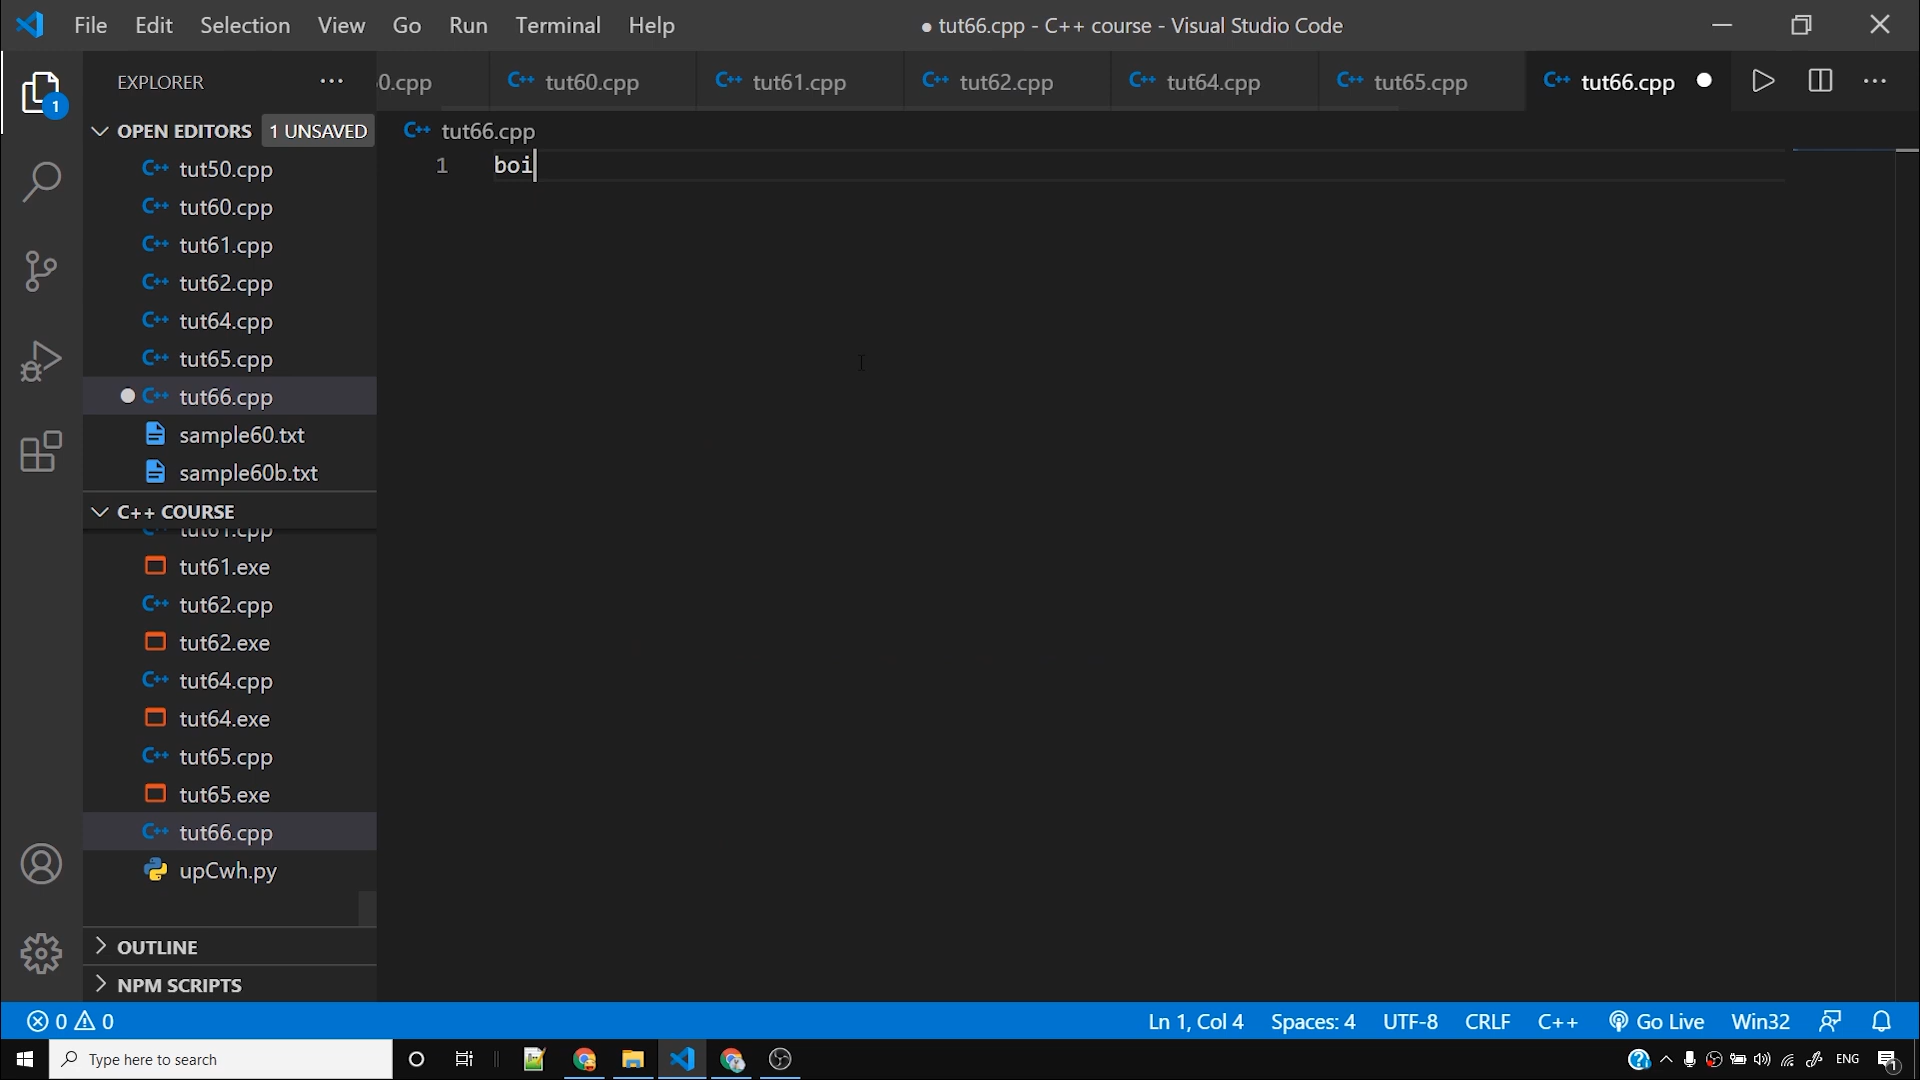 File Edit Selection View Go Run Terminal Help
● tut66.cpp - C++ course - Visual Studio Code
EXPLORER
0.cpp
tut60.cpp
tut61.cpp
tut62.cpp
tut64.cpp
tut65.cpp
tut66.cpp
1
OPEN EDITORS 1 UNSAVED
tut66.cpp
1 boi
tut50.cpp
tut60.cpp
tut61.cpp
tut62.cpp
tut64.cpp
tut65.cpp
tut66.cpp
sample60.txt
sample60b.txt
C++ COURSE
tut61.cpp
tut61.exe
tut62.cpp
tut62.exe
tut64.cpp
tut64.exe
tut65.cpp
tut65.exe
tut66.cpp
upCwh.py
OUTLINE
NPM SCRIPTS
0 0
Ln 1, Col 4 Spaces: 4 UTF-8 CRLF C++ Go Live Win32
Type here to search
ENG
1